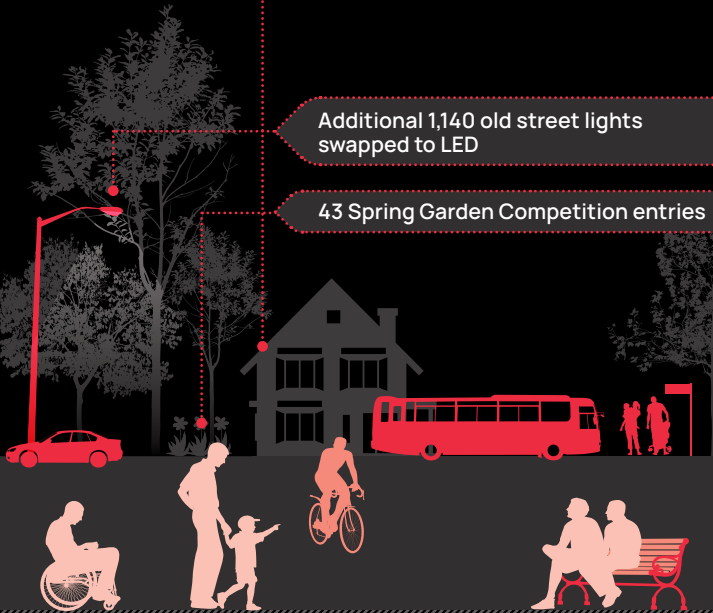 Additional 1,140 old street lights
swapped to LED
43 Spring Garden Competition entries